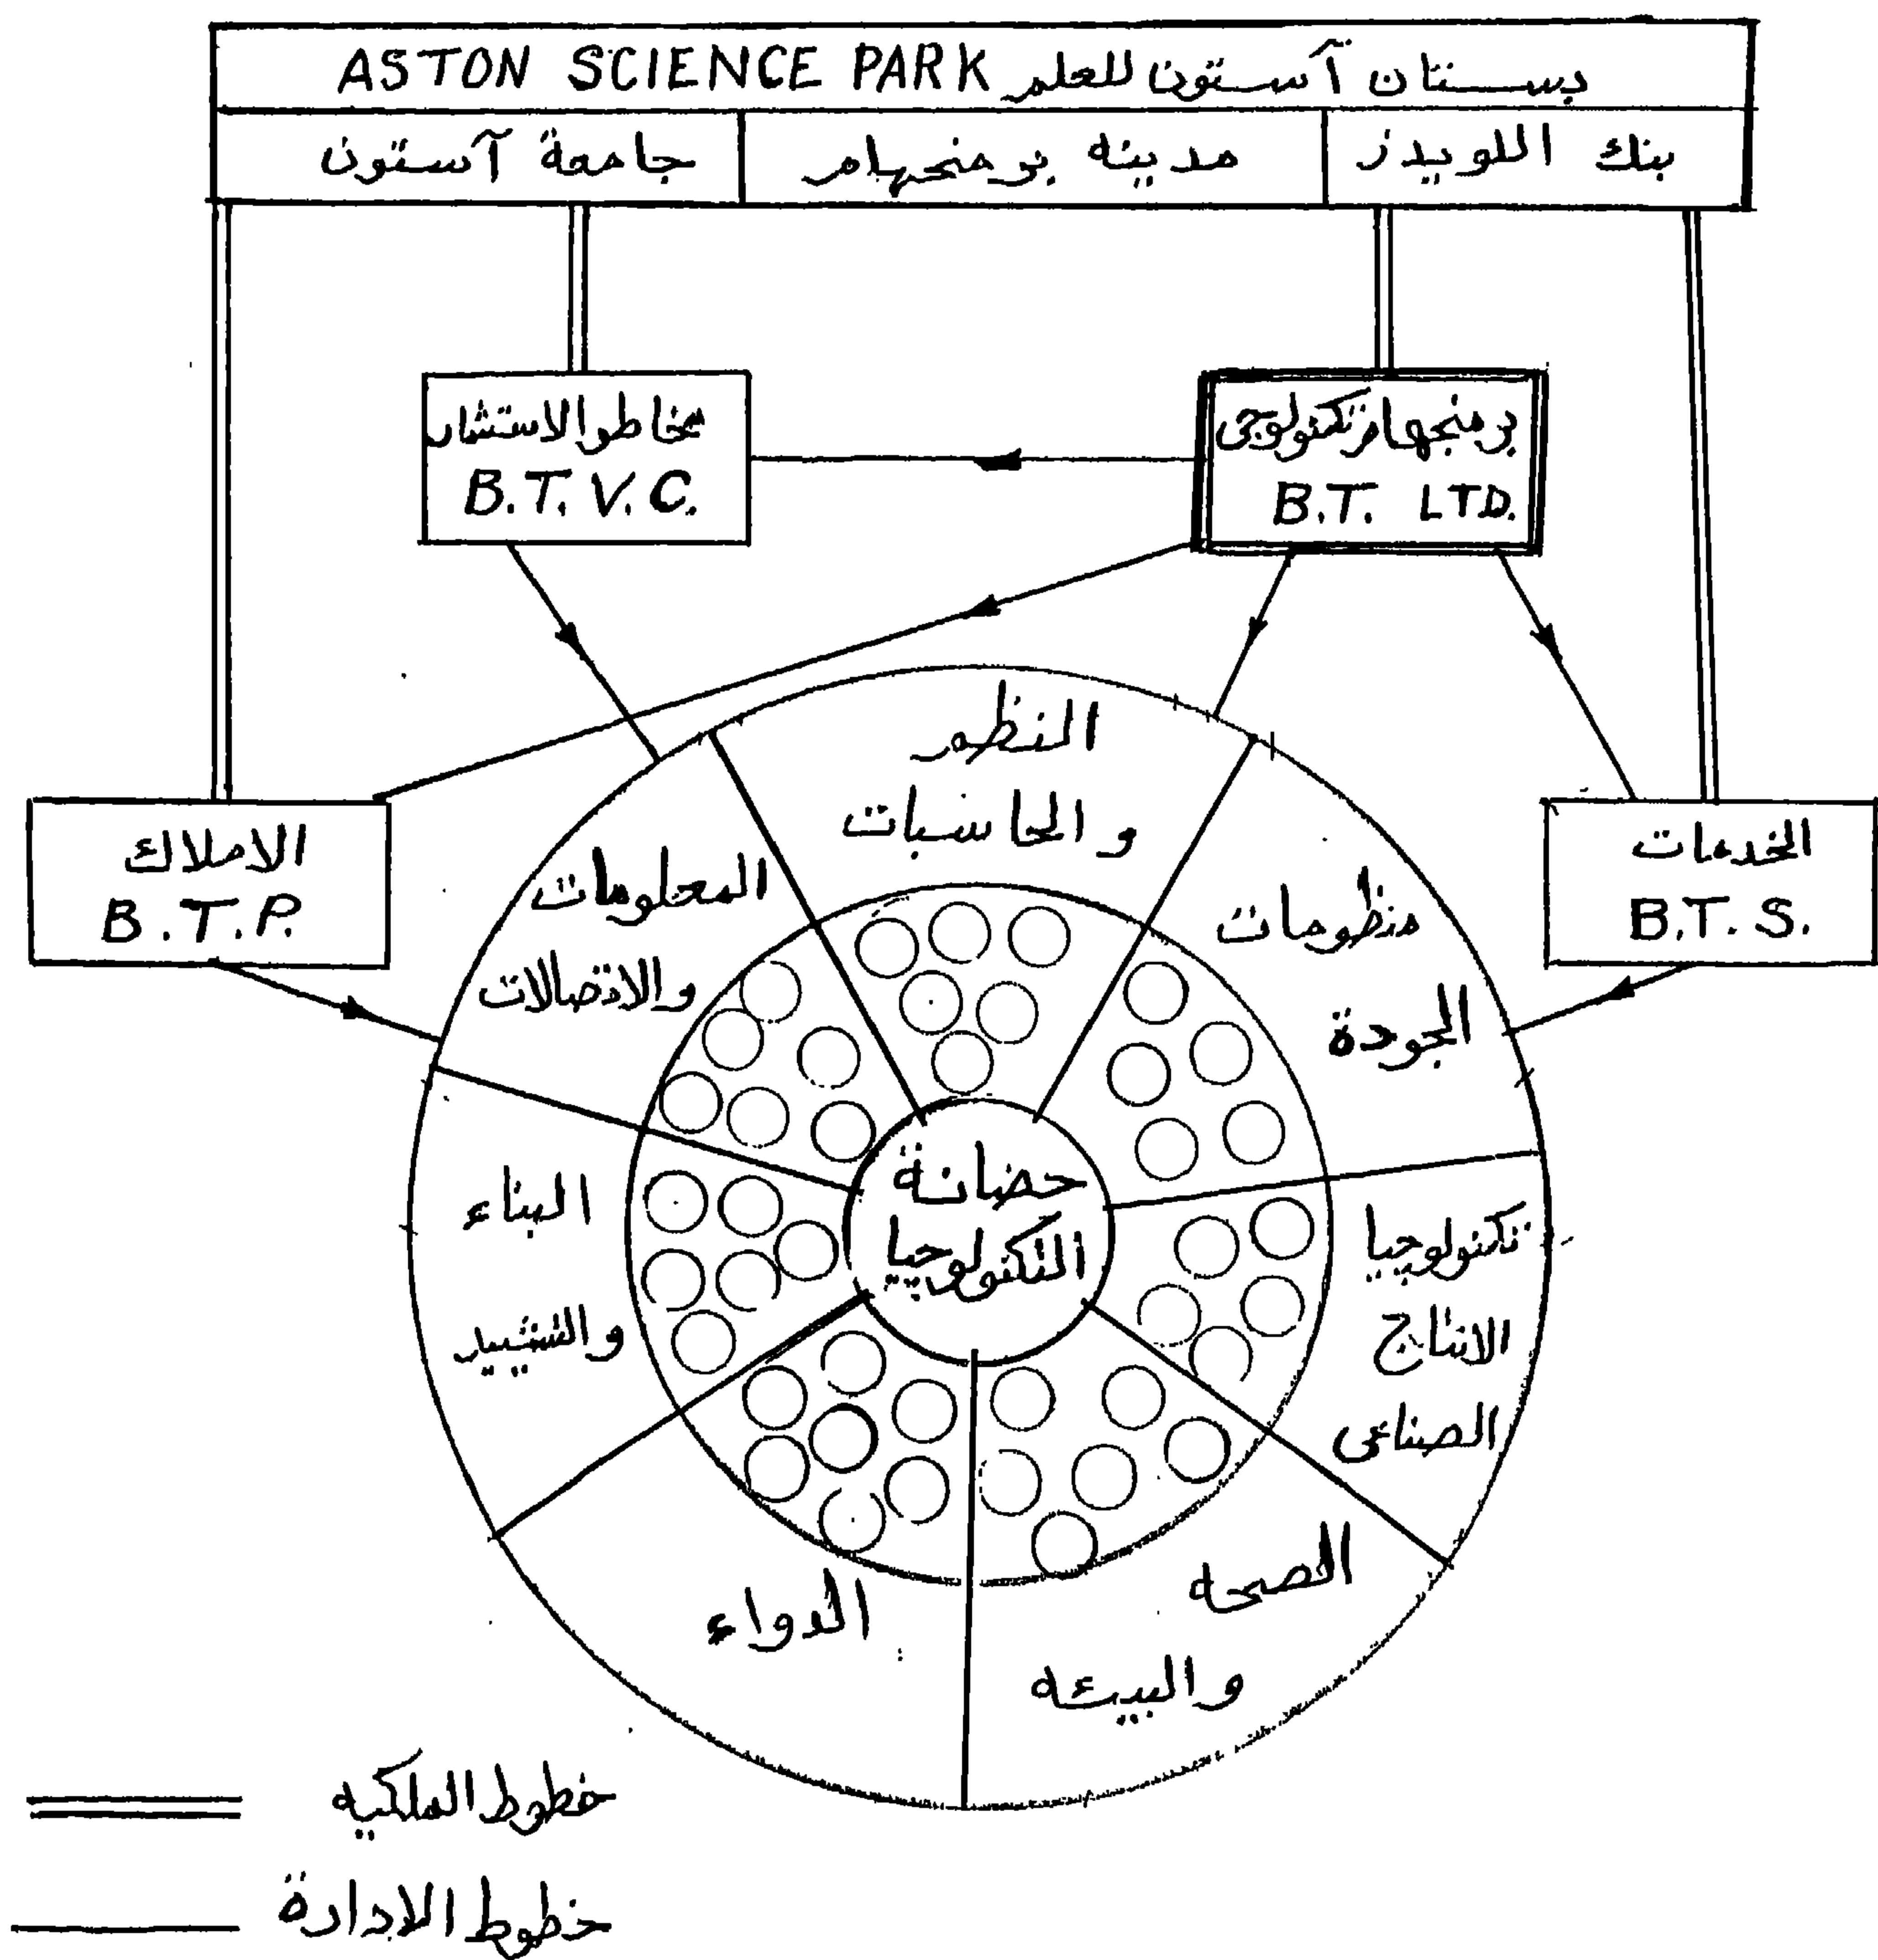 بستان آستون للعلم ASTON SCIENCE PARK
بنك اللويدز مدينه برمنجهام جامعة آستون
برمنجهام تكنولوجى
B.T. LTD.
مخاطر الاستثمار
B.T.V.C.
الخدمات
B.T.S.
الاملاك
B.T.P.
النظم
والحاسبات
منظومات
الجودة
تكنولوجيا
الانتاج
الصناعى
الصحه
والبيئه
الدواء
البناء
والتشييد
المعلومات
والاتصالات
حضانة
التكنولوجيا
خطوط الملكيه
خطوط الادارة